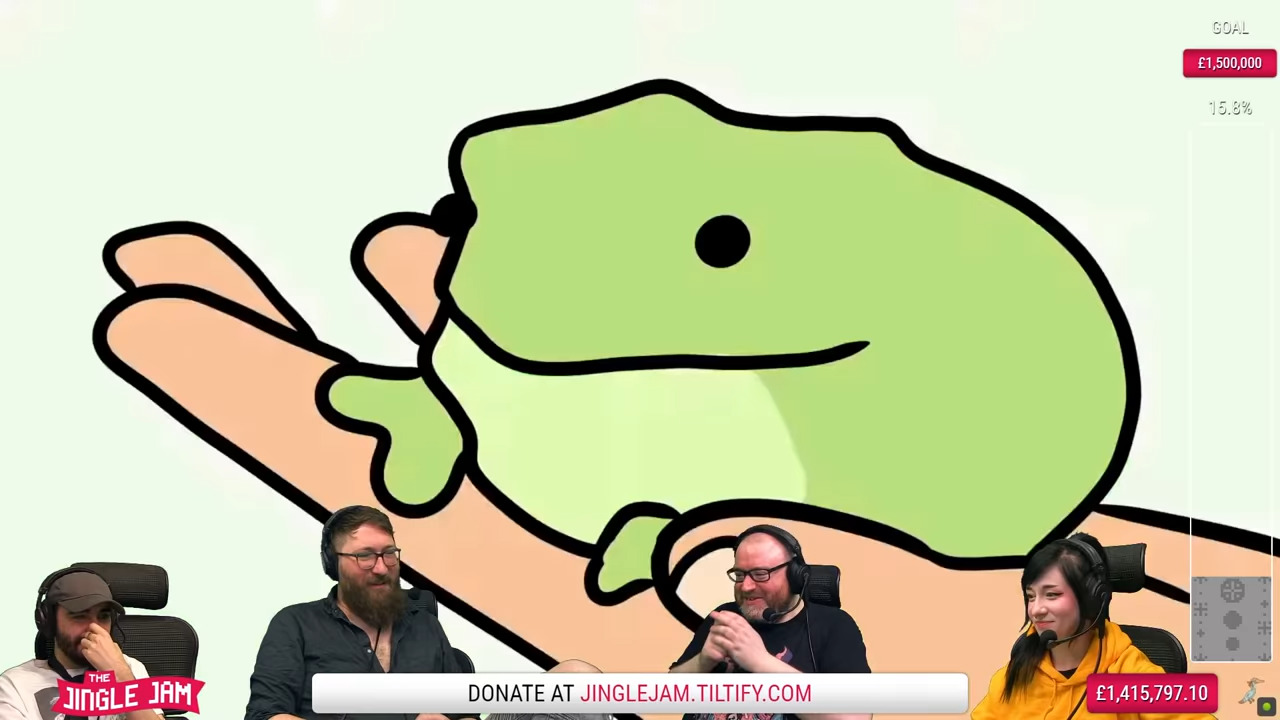 GOAL
£1,500,000
15.8%
THE
JINGLE JAM
DONATE AT JINGLEJAM.TILTIFY.COM
£1,415,797.10